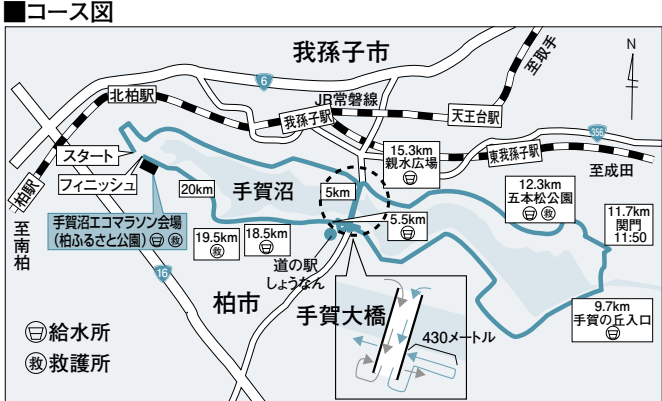 ■コース図
我孫子市
N
6
至取手
北柏駅
JR常磐線
我孫子駅
天王台駅
356
15.3km
親水広場
東我孫子駅
至成田
スタート
フィニッシュ
柏駅
至南柏
20km
手賀沼
5km
12.3km
五本松公園
救
11.7km
関門
11:50
手賀沼エコマラソン会場
(柏ふるさと公園) 救
19.5km
救
18.5km
5.5km
16
道の駅
しょうなん
柏市
手賀大橋
9.7km
手賀の丘入口
430メートル
給水所
救 救護所